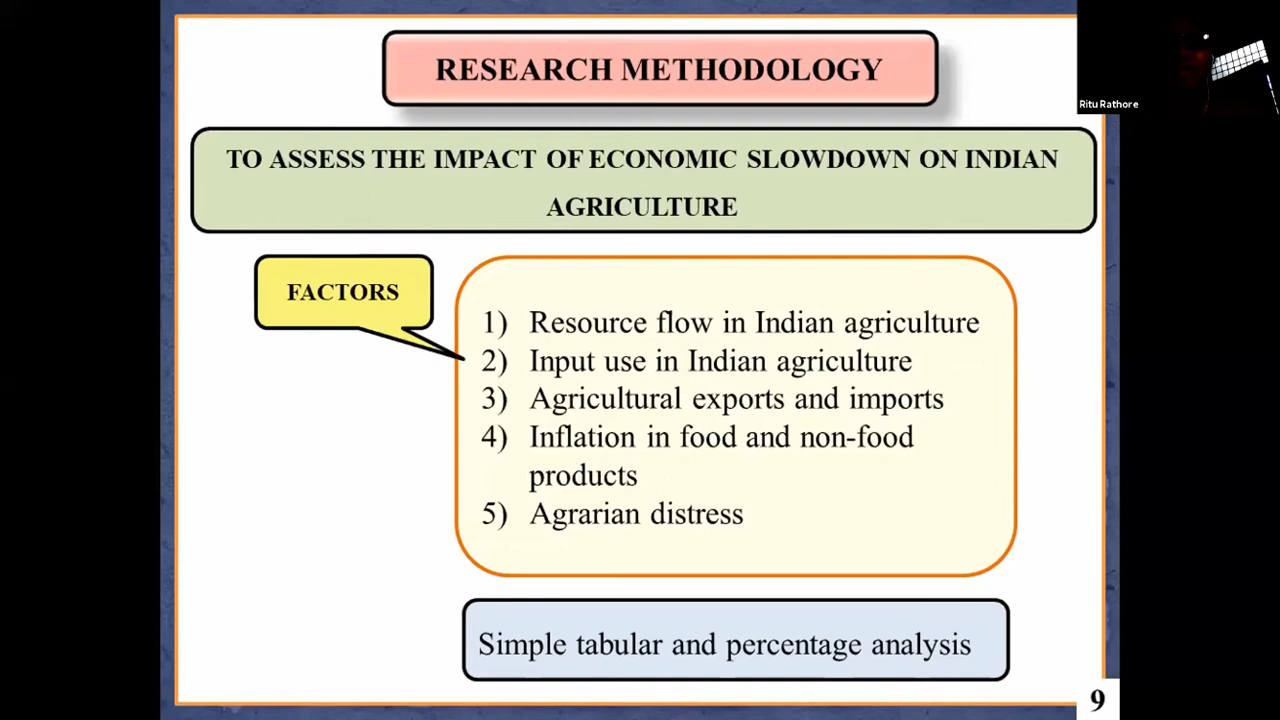 RESEARCH METHODOLOGY
Ritu Rathore
TO ASSESS THE IMPACT OF ECONOMIC SLOWDOWN ON INDIAN
AGRICULTURE
FACTORS
1) Resource flow in Indian agriculture
2) Input use in Indian agriculture
3) Agricultural exports and imports
4) Inflation in food and non-food
products
5) Agrarian distress
Simple tabular and percentage analysis
9